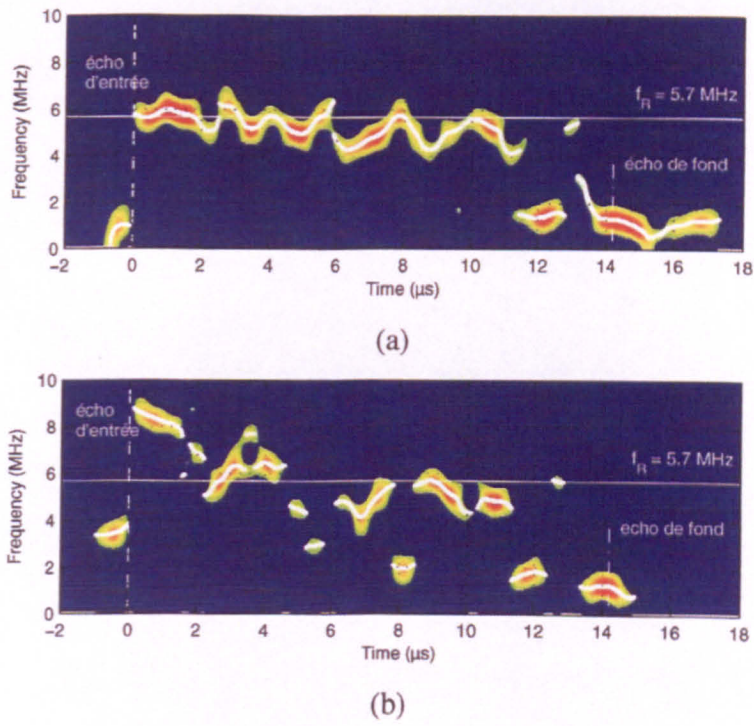 10
8
6
4
2
0
Frequency (MHz)
écho
d'entrée
f_R = 5.7 MHz
écho de fond
−2 0 2 4 6 8 10 12 14 16 18
Time (µs)
(a)
10
8
6
4
2
0
Frequency (MHz)
écho
d'entrée
f_R = 5.7 MHz
echo de fond
−2 0 2 4 6 8 10 12 14 16 18
Time (µs)
(b)